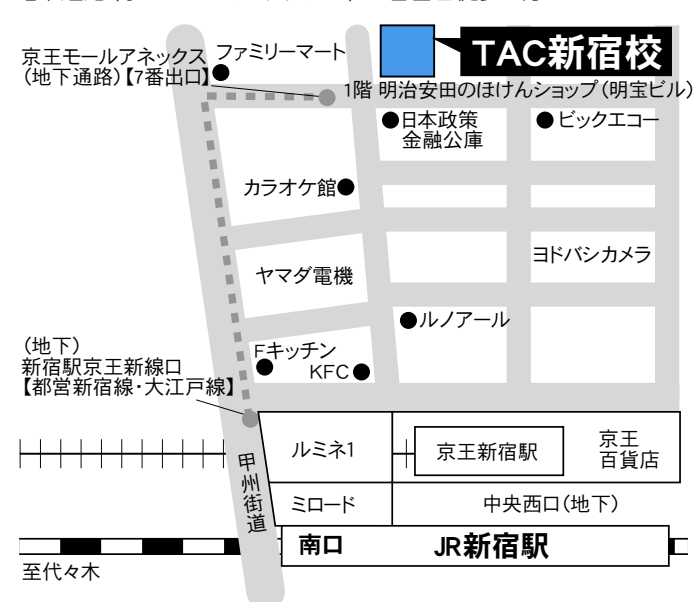 TAC新宿校
京王モールアネックス
(地下通路)【7番出口】
ファミリーマート
1階 明治安田のほけんショップ(明宝ビル)
●日本政策
金融公庫
●ビックエコー
カラオケ館●
ヨドバシカメラ
ヤマダ電機
●ルノアール
(地下)
新宿駅京王新線口
【都営新宿線・大江戸線】
Fキッチン
KFC●
ルミネ1
京王新宿駅
京王
百貨店
甲州街道
ミロード
中央西口(地下)
南口
JR新宿駅
至代々木